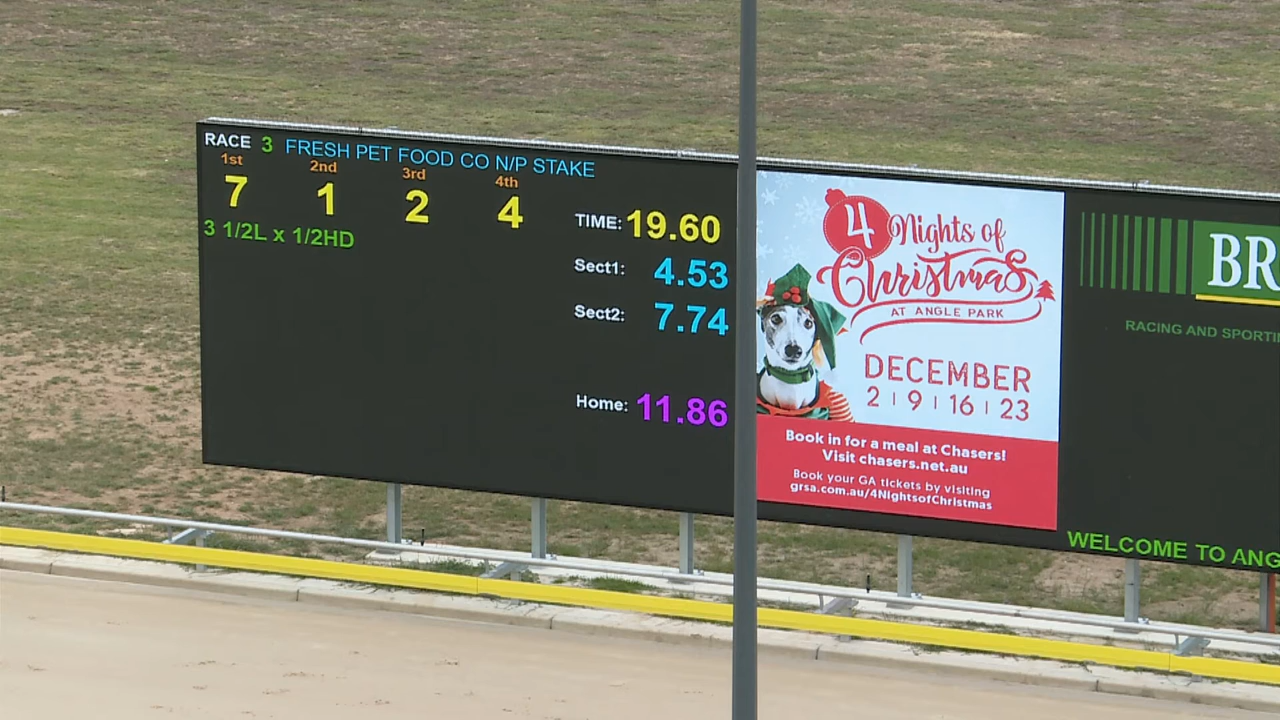 RACE 3 FRESH PET FOOD CO N/P STAKE
1st 2nd 3rd 4th
7 1 2 4
3 1/2L x 1/2HD
TIME: 19.60
Sect1: 4.53
Sect2: 7.74
Home: 11.86
4 Nights of
Christmas
AT ANGLE PARK
DECEMBER
2 | 9 | 16 | 23
Book in for a meal at Chasers!
Visit chasers.net.au
Book your GA tickets by visiting
grsa.com.au/4NightsofChristmas
BR
RACING AND SPORTI
WELCOME TO ANG